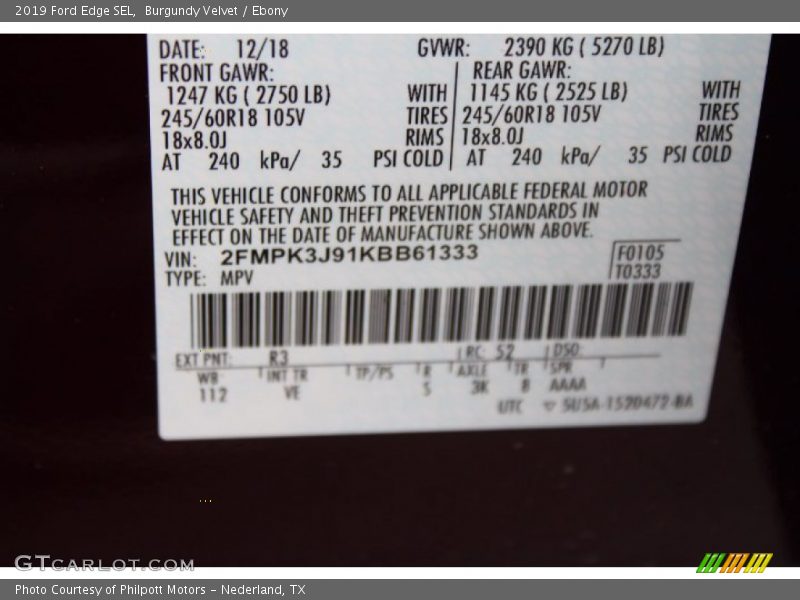 2019 Ford Edge SEL, Burgundy Velvet / Ebony
DATE: 12/18 GVWR: 2390 KG ( 5270 LB)
FRONT GAWR: REAR GAWR:
1247 KG ( 2750 LB) WITH 1145 KG ( 2525 LB) WITH
245/60R18 105V TIRES 245/60R18 105V TIRES
18x8.0J RIMS 18x8.0J RIMS
AT 240 kPa/ 35 PSI COLD AT 240 kPa/ 35 PSI COLD
THIS VEHICLE CONFORMS TO ALL APPLICABLE FEDERAL MOTOR
VEHICLE SAFETY AND THEFT PREVENTION STANDARDS IN
EFFECT ON THE DATE OF MANUFACTURE SHOWN ABOVE.
VIN: 2FMPK3J91KBB61333 F0105
TYPE: MPV T0333
EXT PNT: R3 RC: 52 DSO:
WB INT TR TP/PS R AXLE TR SPR
112 VE S 3K 8 AAAA
UTC 5U5A-1520472-BA
GTCARLOT.COM
Photo Courtesy of Philpott Motors - Nederland, TX